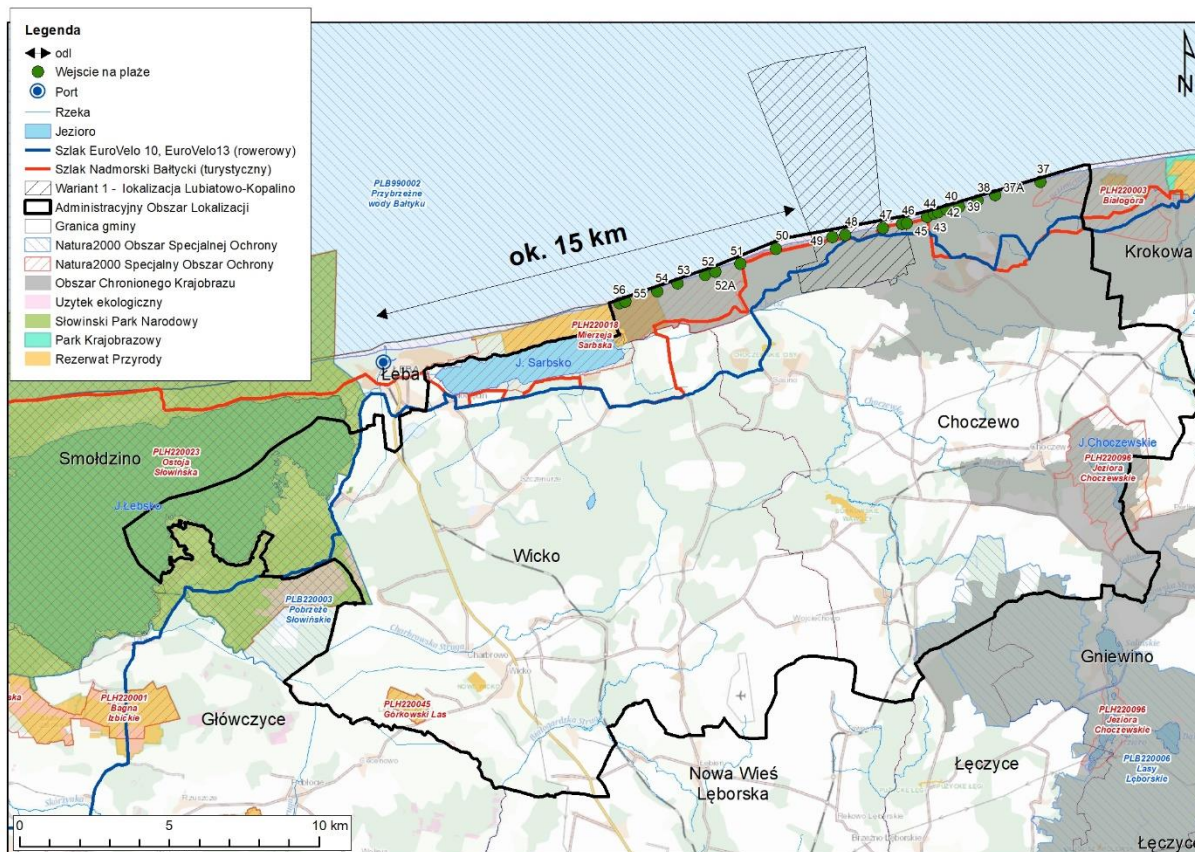 Legenda
odl
Wejscie na plaże
Port
Rzeka
Jezioro
Szlak EuroVelo 10, EuroVelo13 (rowerowy)
Szlak Nadmorski Bałtycki (turystyczny)
Wariant 1 - lokalizacja Lubiatowo-Kopalino
Administracyjny Obszar Lokalizacji
Granica gminy
Natura2000 Obszar Specjalnej Ochrony
Natura2000 Specjalny Obszar Ochrony
Obszar Chronionego Krajobrazu
Użytek ekologiczny
Słowinski Park Narodowy
Park Krajobrazowy
Rezerwat Przyrody
N
PLB990002
Przybrzeżne
wody Bałtyku
ok. 15 km
37
37A
38
39
40
42
43
44
45
46
47
48
49
50
51
52
52A
53
54
55
56
PLH220003
Białogóra
Krokowa
PLH220018
Mierzeja
Sarbska
J. Sarbsko
Łeba
Choczewo
J.Choczewskie
PLH220096
Jeziora
Choczewskie
Smołdzino
PLH220023
Ostoja
Słowińska
J.Łebsko
Wicko
PLB220003
Pobrzeże
Słowińskie
Charbrowo
Wicko
Gniewino
PLH220001
Bagna
Izbickie
Główczyce
PLH220045
Górkowski Las
PLH220096
Jeziora
Choczewskie
PLB220006
Lasy
Lęborskie
Nowa Wieś
Lęborska
Łęczyce
Łęczyce
0 5 10 km